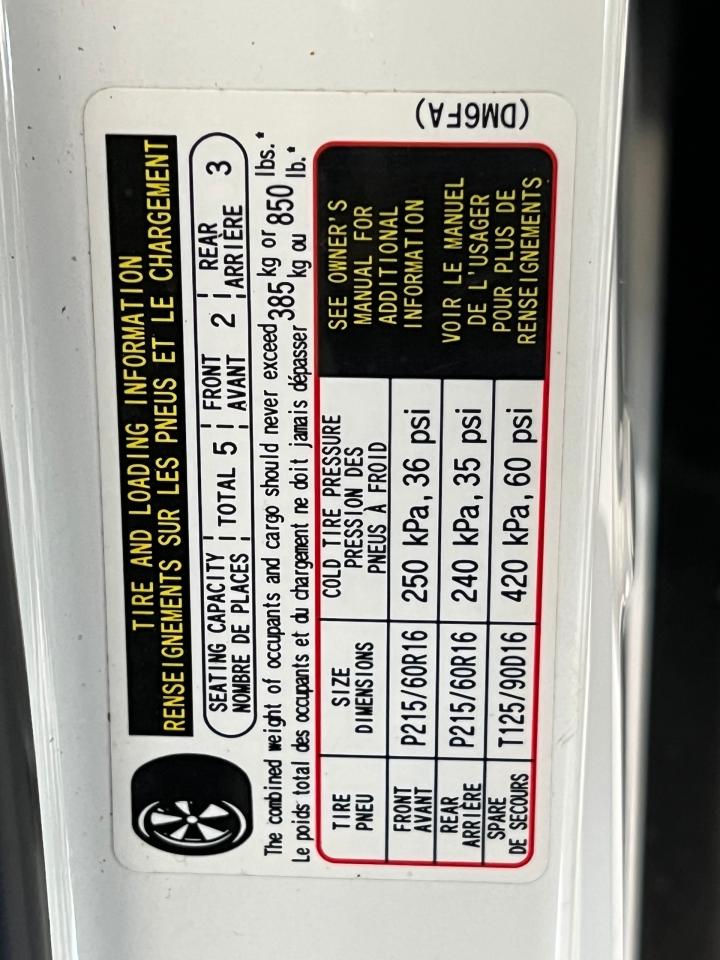 TIRE AND LOADING INFORMATION
RENSEIGNEMENTS SUR LES PNEUS ET LE CHARGEMENT
SEATING CAPACITY TOTAL 5 FRONT 2 REAR 3
NOMBRE DE PLACES AVANT ARRIÈRE
The combined weight of occupants and cargo should never exceed 385 kg or 850 lbs.*
Le poids total des occupants et du chargement ne doit jamais dépasser kg ou lb.*
TIRE SIZE COLD TIRE PRESSURE SEE OWNER'S
PNEU DIMENSIONS PRESSION DES MANUAL FOR
PNEUS À FROID ADDITIONAL
INFORMATION
FRONT P215/60R16 250 kPa, 36 psi
AVANT
REAR P215/60R16 240 kPa, 35 psi VOIR LE MANUEL
ARRIÈRE DE L'USAGER
SPARE T125/90D16 420 kPa, 60 psi POUR PLUS DE
DE SECOURS RENSEIGNEMENTS
(DM6FA)